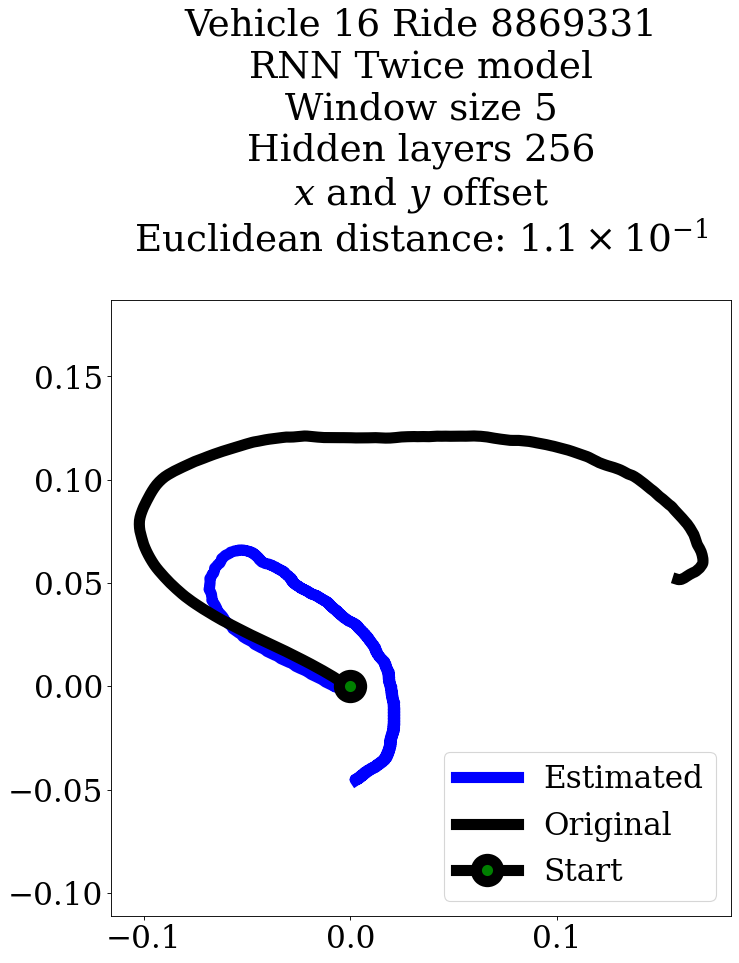 Vehicle 16 Ride 8869331
RNN Twice model
Window size 5
Hidden layers 256
x and y offset
Euclidean distance: 1.1 × 10⁻¹
0.15
0.10
0.05
0.00
−0.05
−0.10
−0.1
0.0
0.1
Estimated
Original
Start